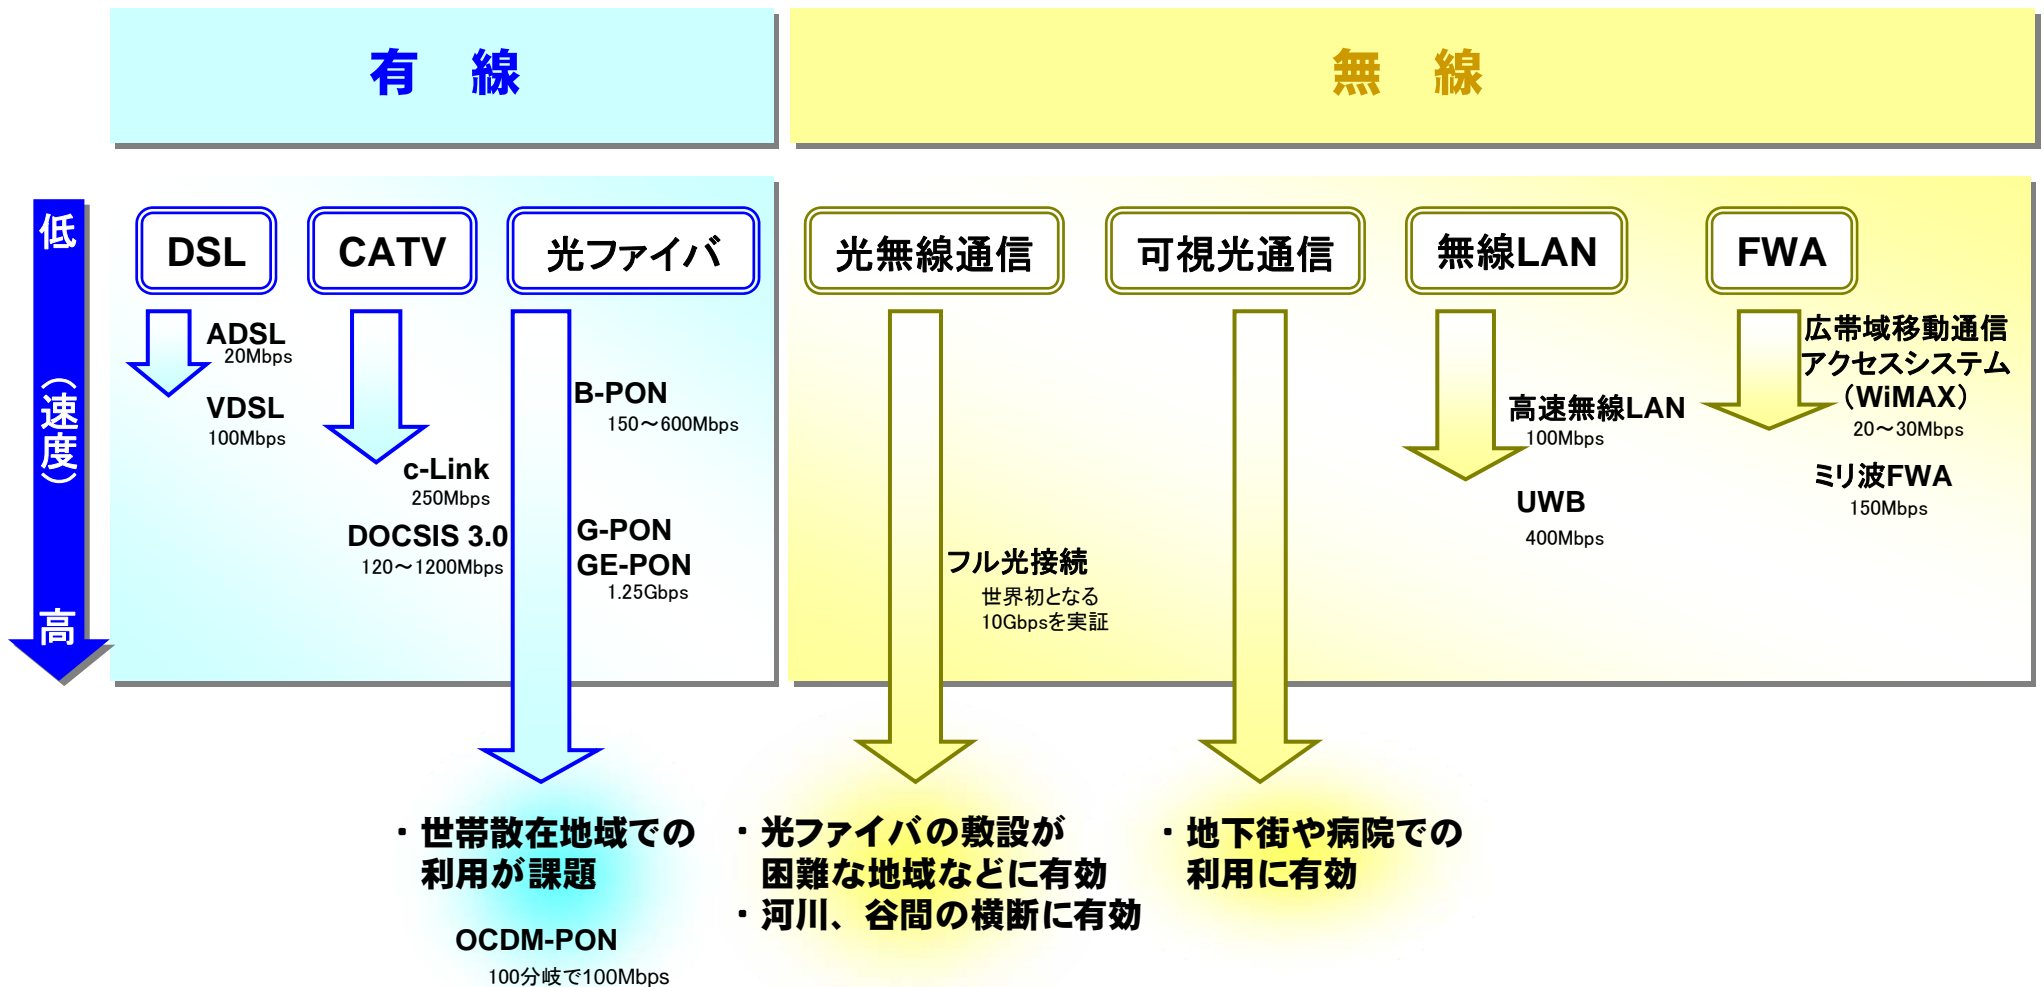 有　線
無　線
低
（速度）
高
DSL
ADSL
20Mbps
VDSL
100Mbps
CATV
c-Link
250Mbps
DOCSIS 3.0
120～1200Mbps
光ファイバ
B-PON
150～600Mbps
G-PON
GE-PON
1.25Gbps
・世帯散在地域での
利用が課題
OCDM-PON
100分岐で100Mbps
光無線通信
フル光接続
世界初となる
10Gbpsを実証
・光ファイバの敷設が
困難な地域などに有効
・河川、谷間の横断に有効
可視光通信
・地下街や病院での
利用に有効
無線LAN
高速無線LAN
100Mbps
UWB
400Mbps
FWA
広帯域移動通信
アクセスシステム
（WiMAX）
20～30Mbps
ミリ波FWA
150Mbps